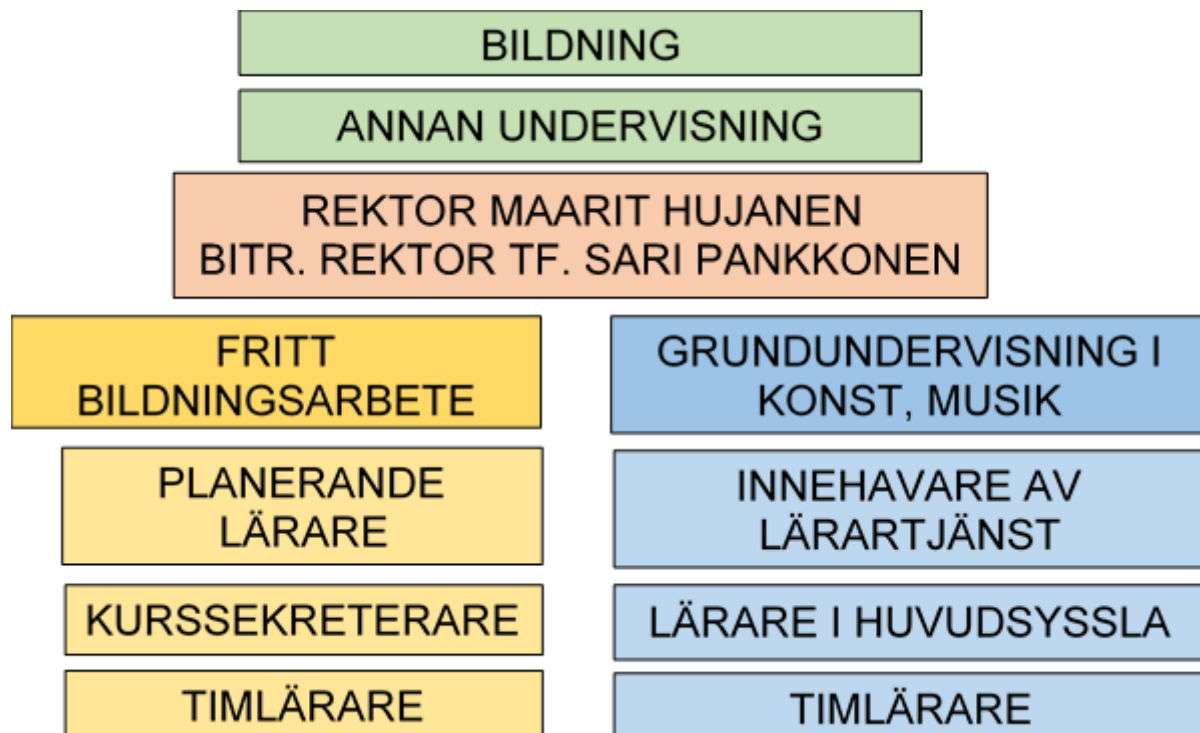 BILDNING
ANNAN UNDERVISNING
REKTOR MAARIT HUJANEN
BITR. REKTOR TF. SARI PANKKONEN
FRITT
BILDNINGSARBETE
PLANERANDE
LÄRARE
KURSSEKRETERARE
TIMLÄRARE
GRUNDUNDERVISNING I
KONST, MUSIK
INNEHAVARE AV
LÄRARTJÄNST
LÄRARE I HUVUDSYSSLA
TIMLÄRARE